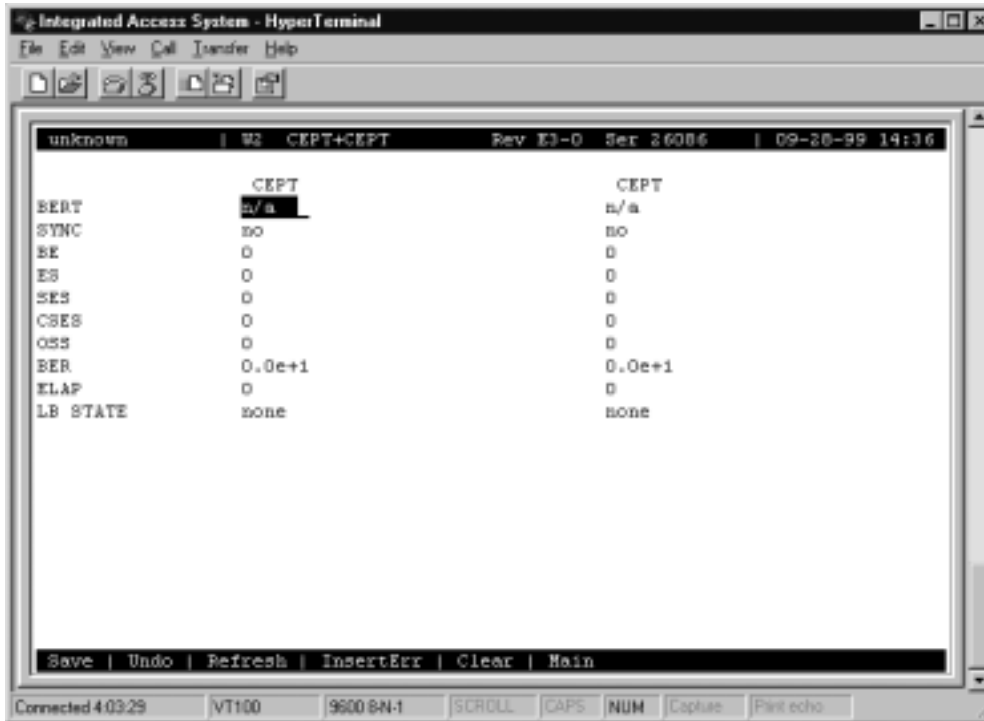 Integrated Access System - HyperTerminal
File Edit View Call Transfer Help
unknown | W2 CEPT+CEPT Rev E3-0 Ser 26086 | 09-28-99 14:36
CEPT CEPT
BERT n/a n/a
SYNC no no
BE 0 0
ES 0 0
SES 0 0
CSES 0 0
OSS 0 0
BER 0.0e+1 0.0e+1
ELAP 0 0
LB STATE none none
Save | Undo | Refresh | InsertErr | Clear | Main
Connected 4:03:29 VT100 9600 8-N-1 SCROLL CAPS NUM Capture Print echo